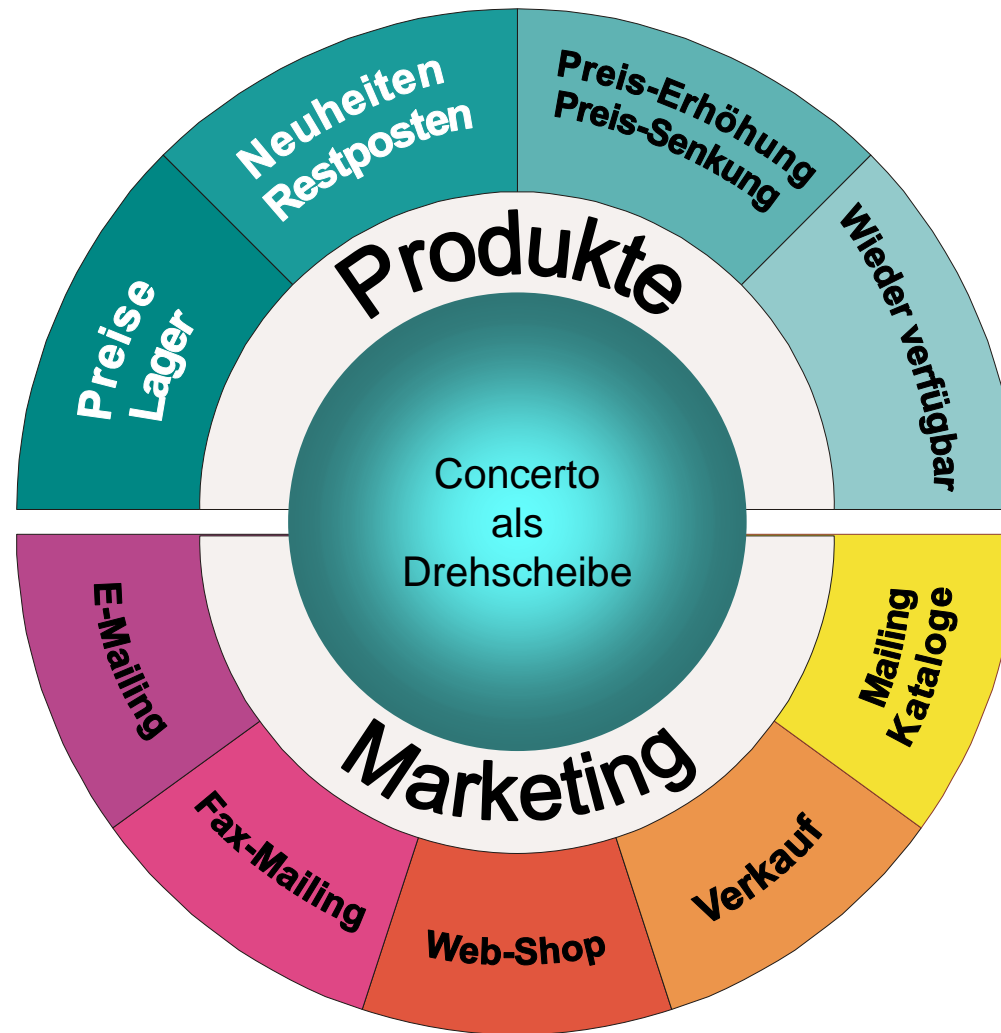 Preise
Lager
Neuheiten
Restposten
Preis-Erhöhung
Preis-Senkung
Wieder verfügbar
Produkte
Concerto
als
Drehscheibe
Marketing
E-Mailing
Fax-Mailing
Web-Shop
Verkauf
Mailing
Kataloge